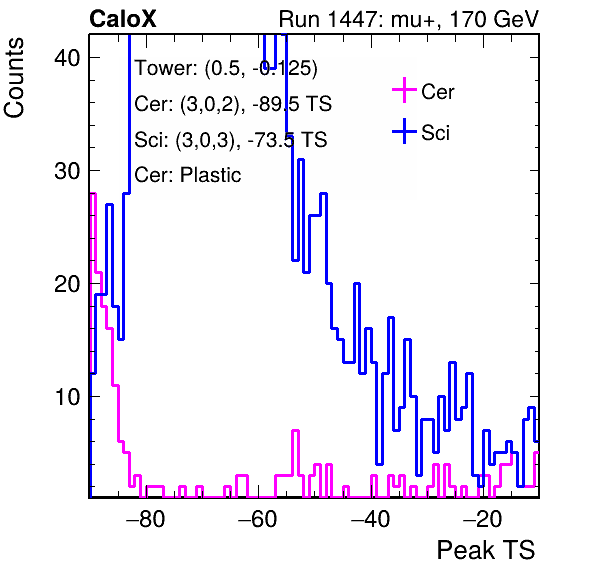 CaloX Run 1447: mu+, 170 GeV
Counts
40
30
20
10
Tower: (0.5, -0.125)
Cer: (3,0,2), -89.5 TS
Sci: (3,0,3), -73.5 TS
Cer: Plastic
Cer
Sci
−80 −60 −40 −20
Peak TS